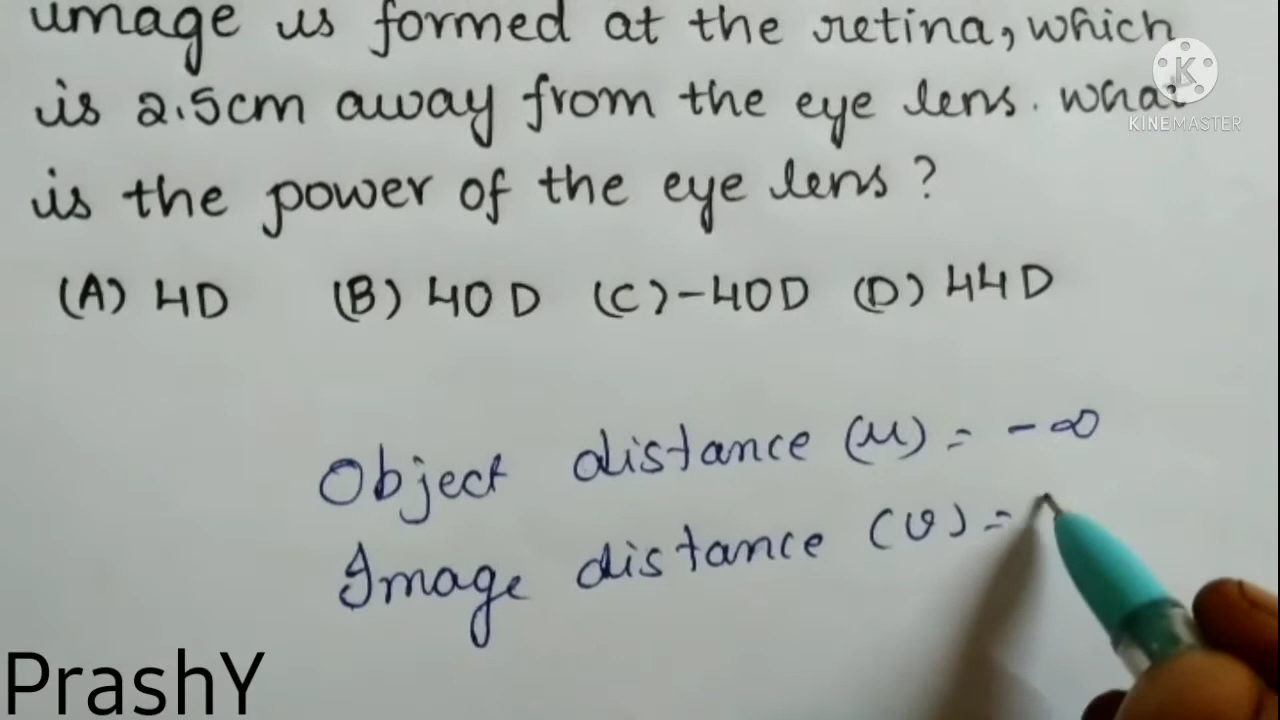 image is formed at the retina, which
is 2.5cm away from the eye lens. what
is the power of the eye lens?
(A) 4D (B) 40D (C) -40D (D) 44D
Object distance (u) = -∞
Image distance (v) =
K
KINEMASTER
PrashY